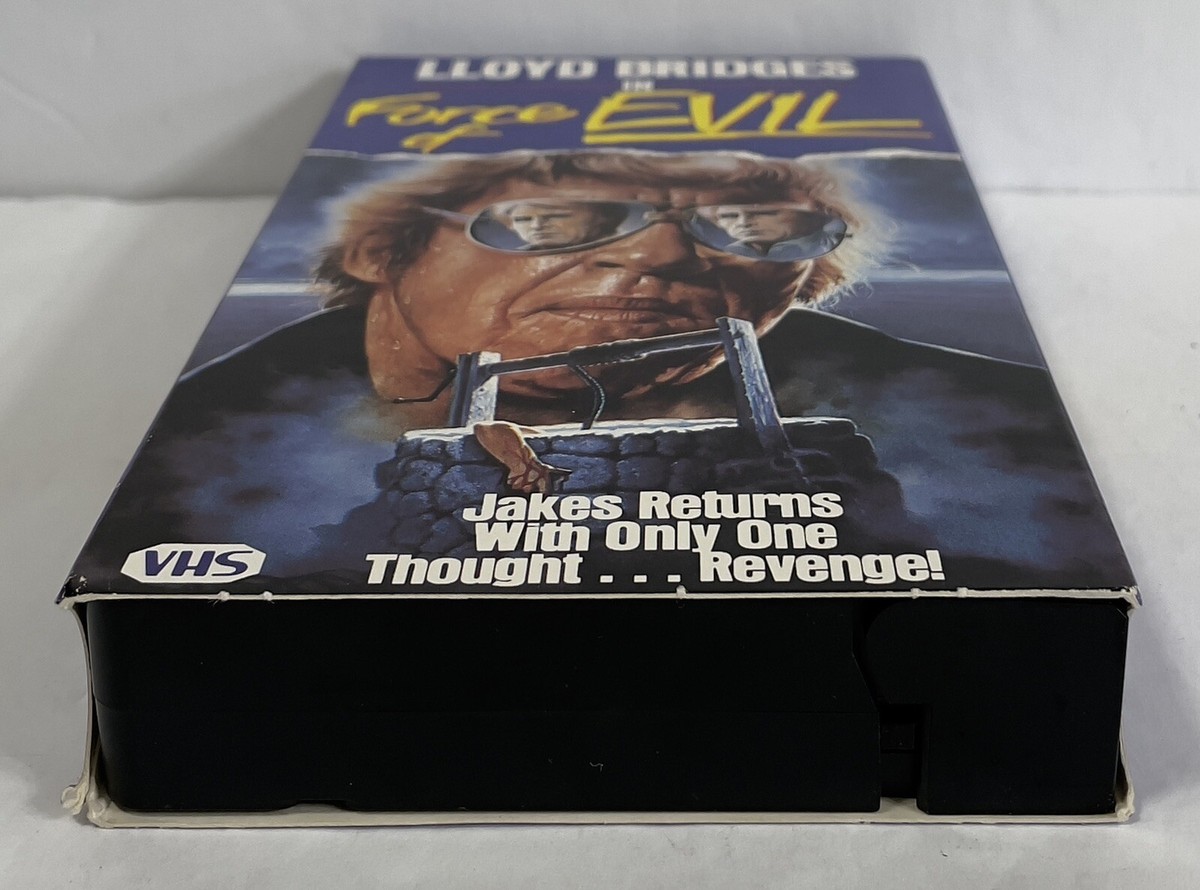 LLOYD BRIDGES
IN
Force of EVIL
Jakes Returns
With Only One
Thought . . . Revenge!
VHS